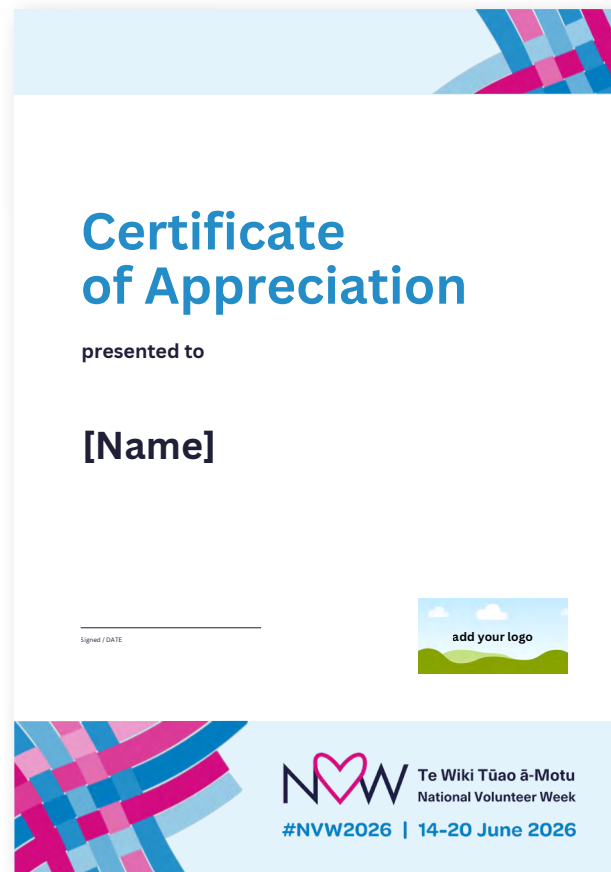 Certificate
of Appreciation
presented to
[Name]
Signed / DATE
add your logo
NVW
Te Wiki Tūao ā-Motu
National Volunteer Week
#NVW2026 | 14-20 June 2026